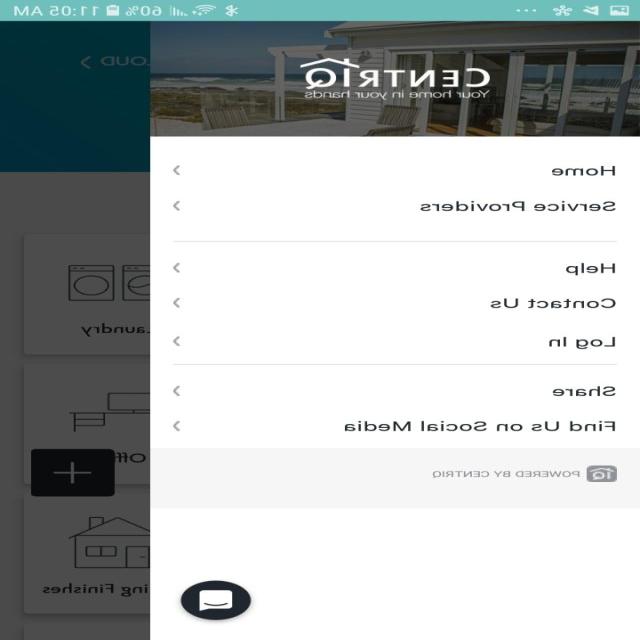 60% 11:05 AM
CENTRIQ
Your home in your hands
Home
Service Providers
Help
Contact Us
Log In
Share
Find Us on Social Media
POWERED BY CENTRIQ
OUD
Laundry
Off
ing Finishes